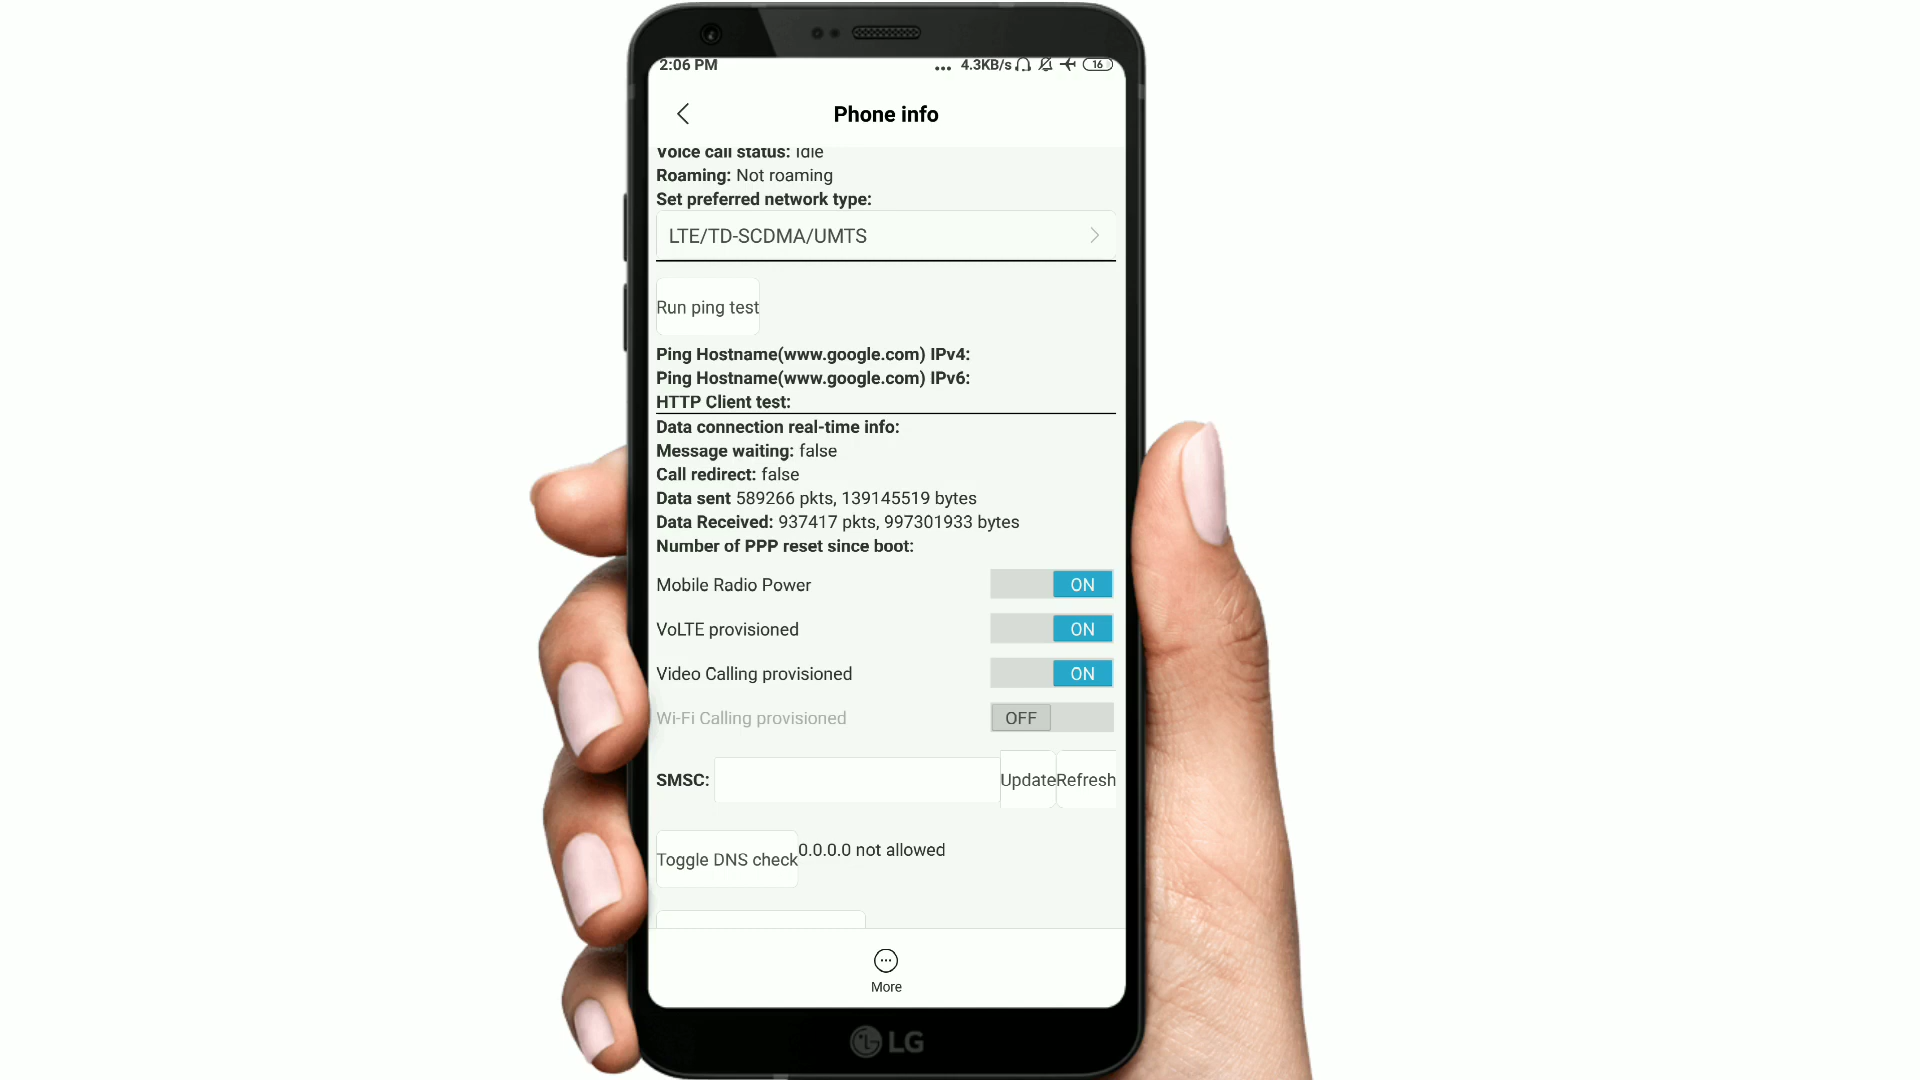 2:06 PM
... 4.3KB/s 16
Phone info
Voice call status: Idle
Roaming: Not roaming
Set preferred network type:
LTE/TD-SCDMA/UMTS
Run ping test
Ping Hostname(www.google.com) IPv4:
Ping Hostname(www.google.com) IPv6:
HTTP Client test:
Data connection real-time info:
Message waiting: false
Call redirect: false
Data sent 589266 pkts, 139145519 bytes
Data Received: 937417 pkts, 997301933 bytes
Number of PPP reset since boot:
Mobile Radio Power ON
VoLTE provisioned ON
Video Calling provisioned ON
Wi-Fi Calling provisioned OFF
SMSC: Update Refresh
Toggle DNS check 0.0.0.0 not allowed
More
LG